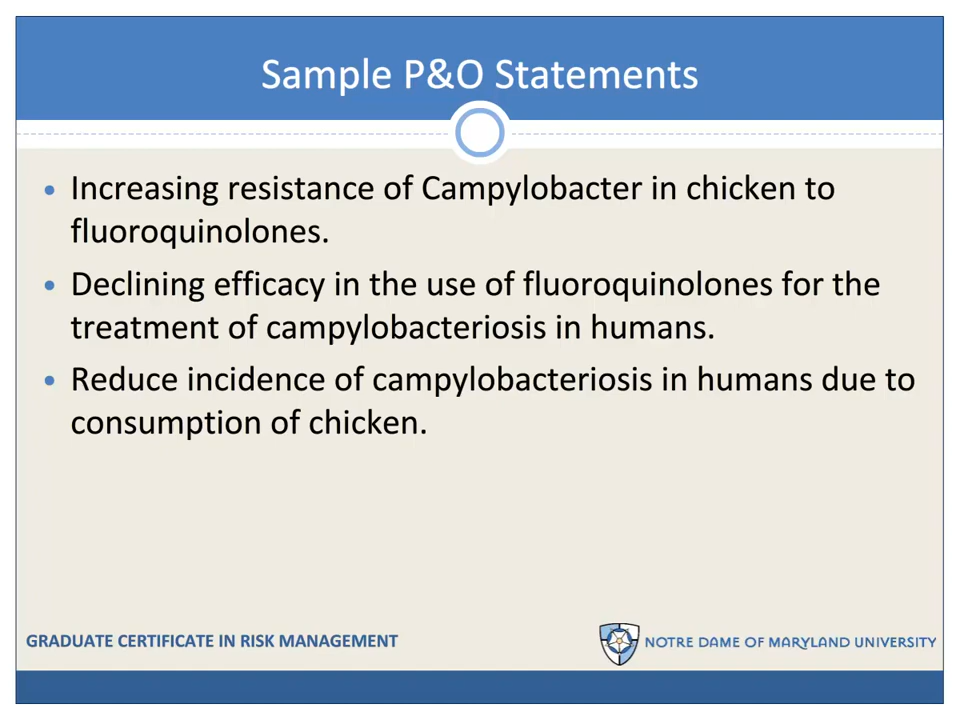 Sample P&O Statements
• Increasing resistance of Campylobacter in chicken to
fluoroquinolones.
• Declining efficacy in the use of fluoroquinolones for the
treatment of campylobacteriosis in humans.
• Reduce incidence of campylobacteriosis in humans due to
consumption of chicken.
GRADUATE CERTIFICATE IN RISK MANAGEMENT
NOTRE DAME OF MARYLAND UNIVERSITY